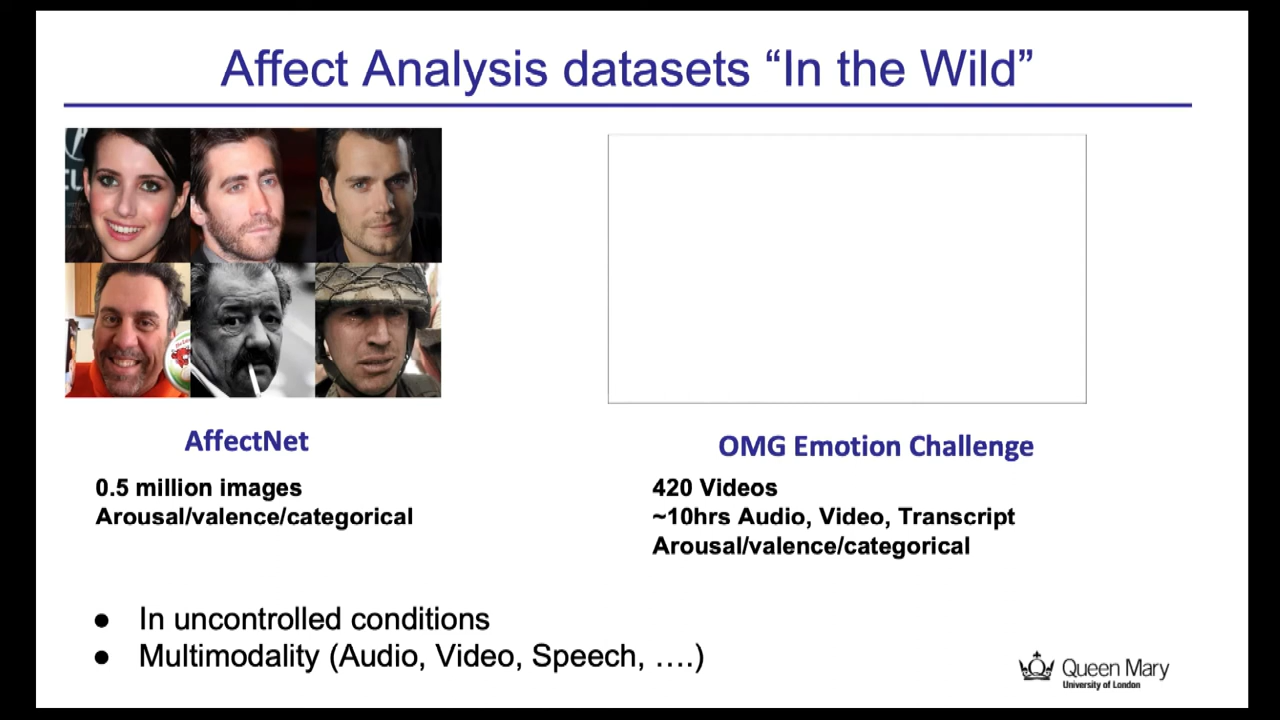 Affect Analysis datasets “In the Wild”
AffectNet
0.5 million images
Arousal/valence/categorical
OMG Emotion Challenge
420 Videos
~10hrs Audio, Video, Transcript
Arousal/valence/categorical
● In uncontrolled conditions
● Multimodality (Audio, Video, Speech, ….)
Queen Mary
University of London